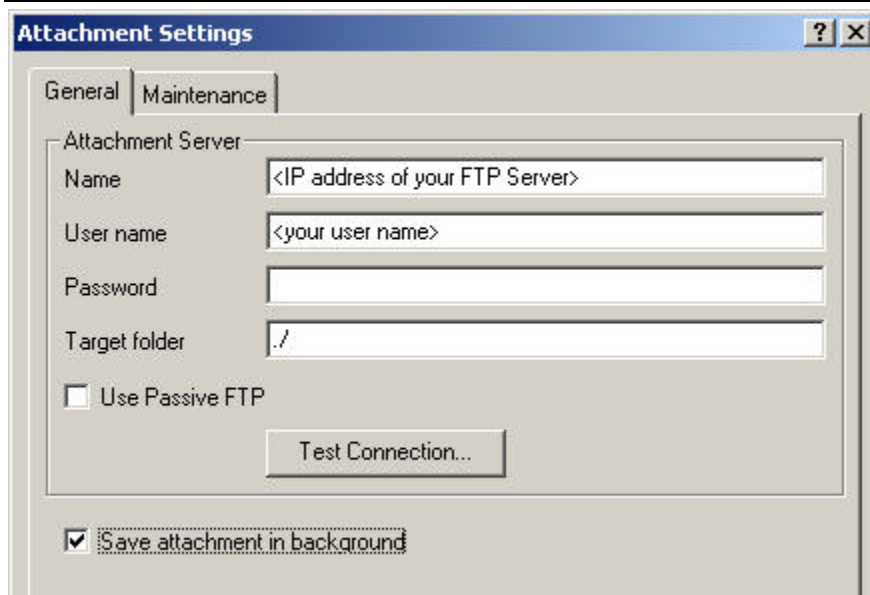 Attachment Settings
General Maintenance
Attachment Server
Name <IP address of your FTP Server>
User name <your user name>
Password
Target folder ./
Use Passive FTP
Test Connection...
Save attachment in background